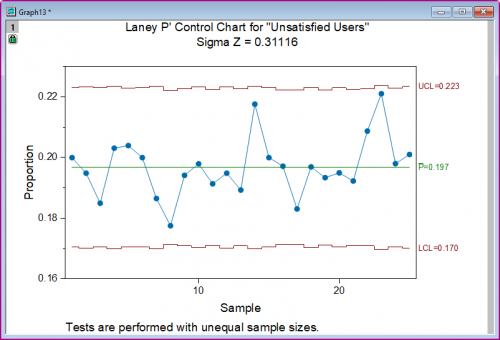 Graph13 *
1
Laney P' Control Chart for "Unsatisfied Users"
Sigma Z = 0.31116
UCL=0.223
0.22
0.20
P̅=0.197
Proportion
0.18
LCL=0.170
0.16
10
20
Sample
Tests are performed with unequal sample sizes.